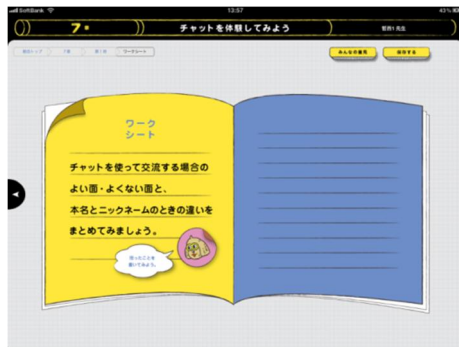 SoftBank
13:57
43%
7
チャットを体験してみよう
みんなの意見
保存する
ワークシート
ワーク
シート
チャットを使って交流する場合の
よい面・よくない面と、
本名とニックネームのときの違いを
まとめてみましょう。
思ったことを
書いてみよう。